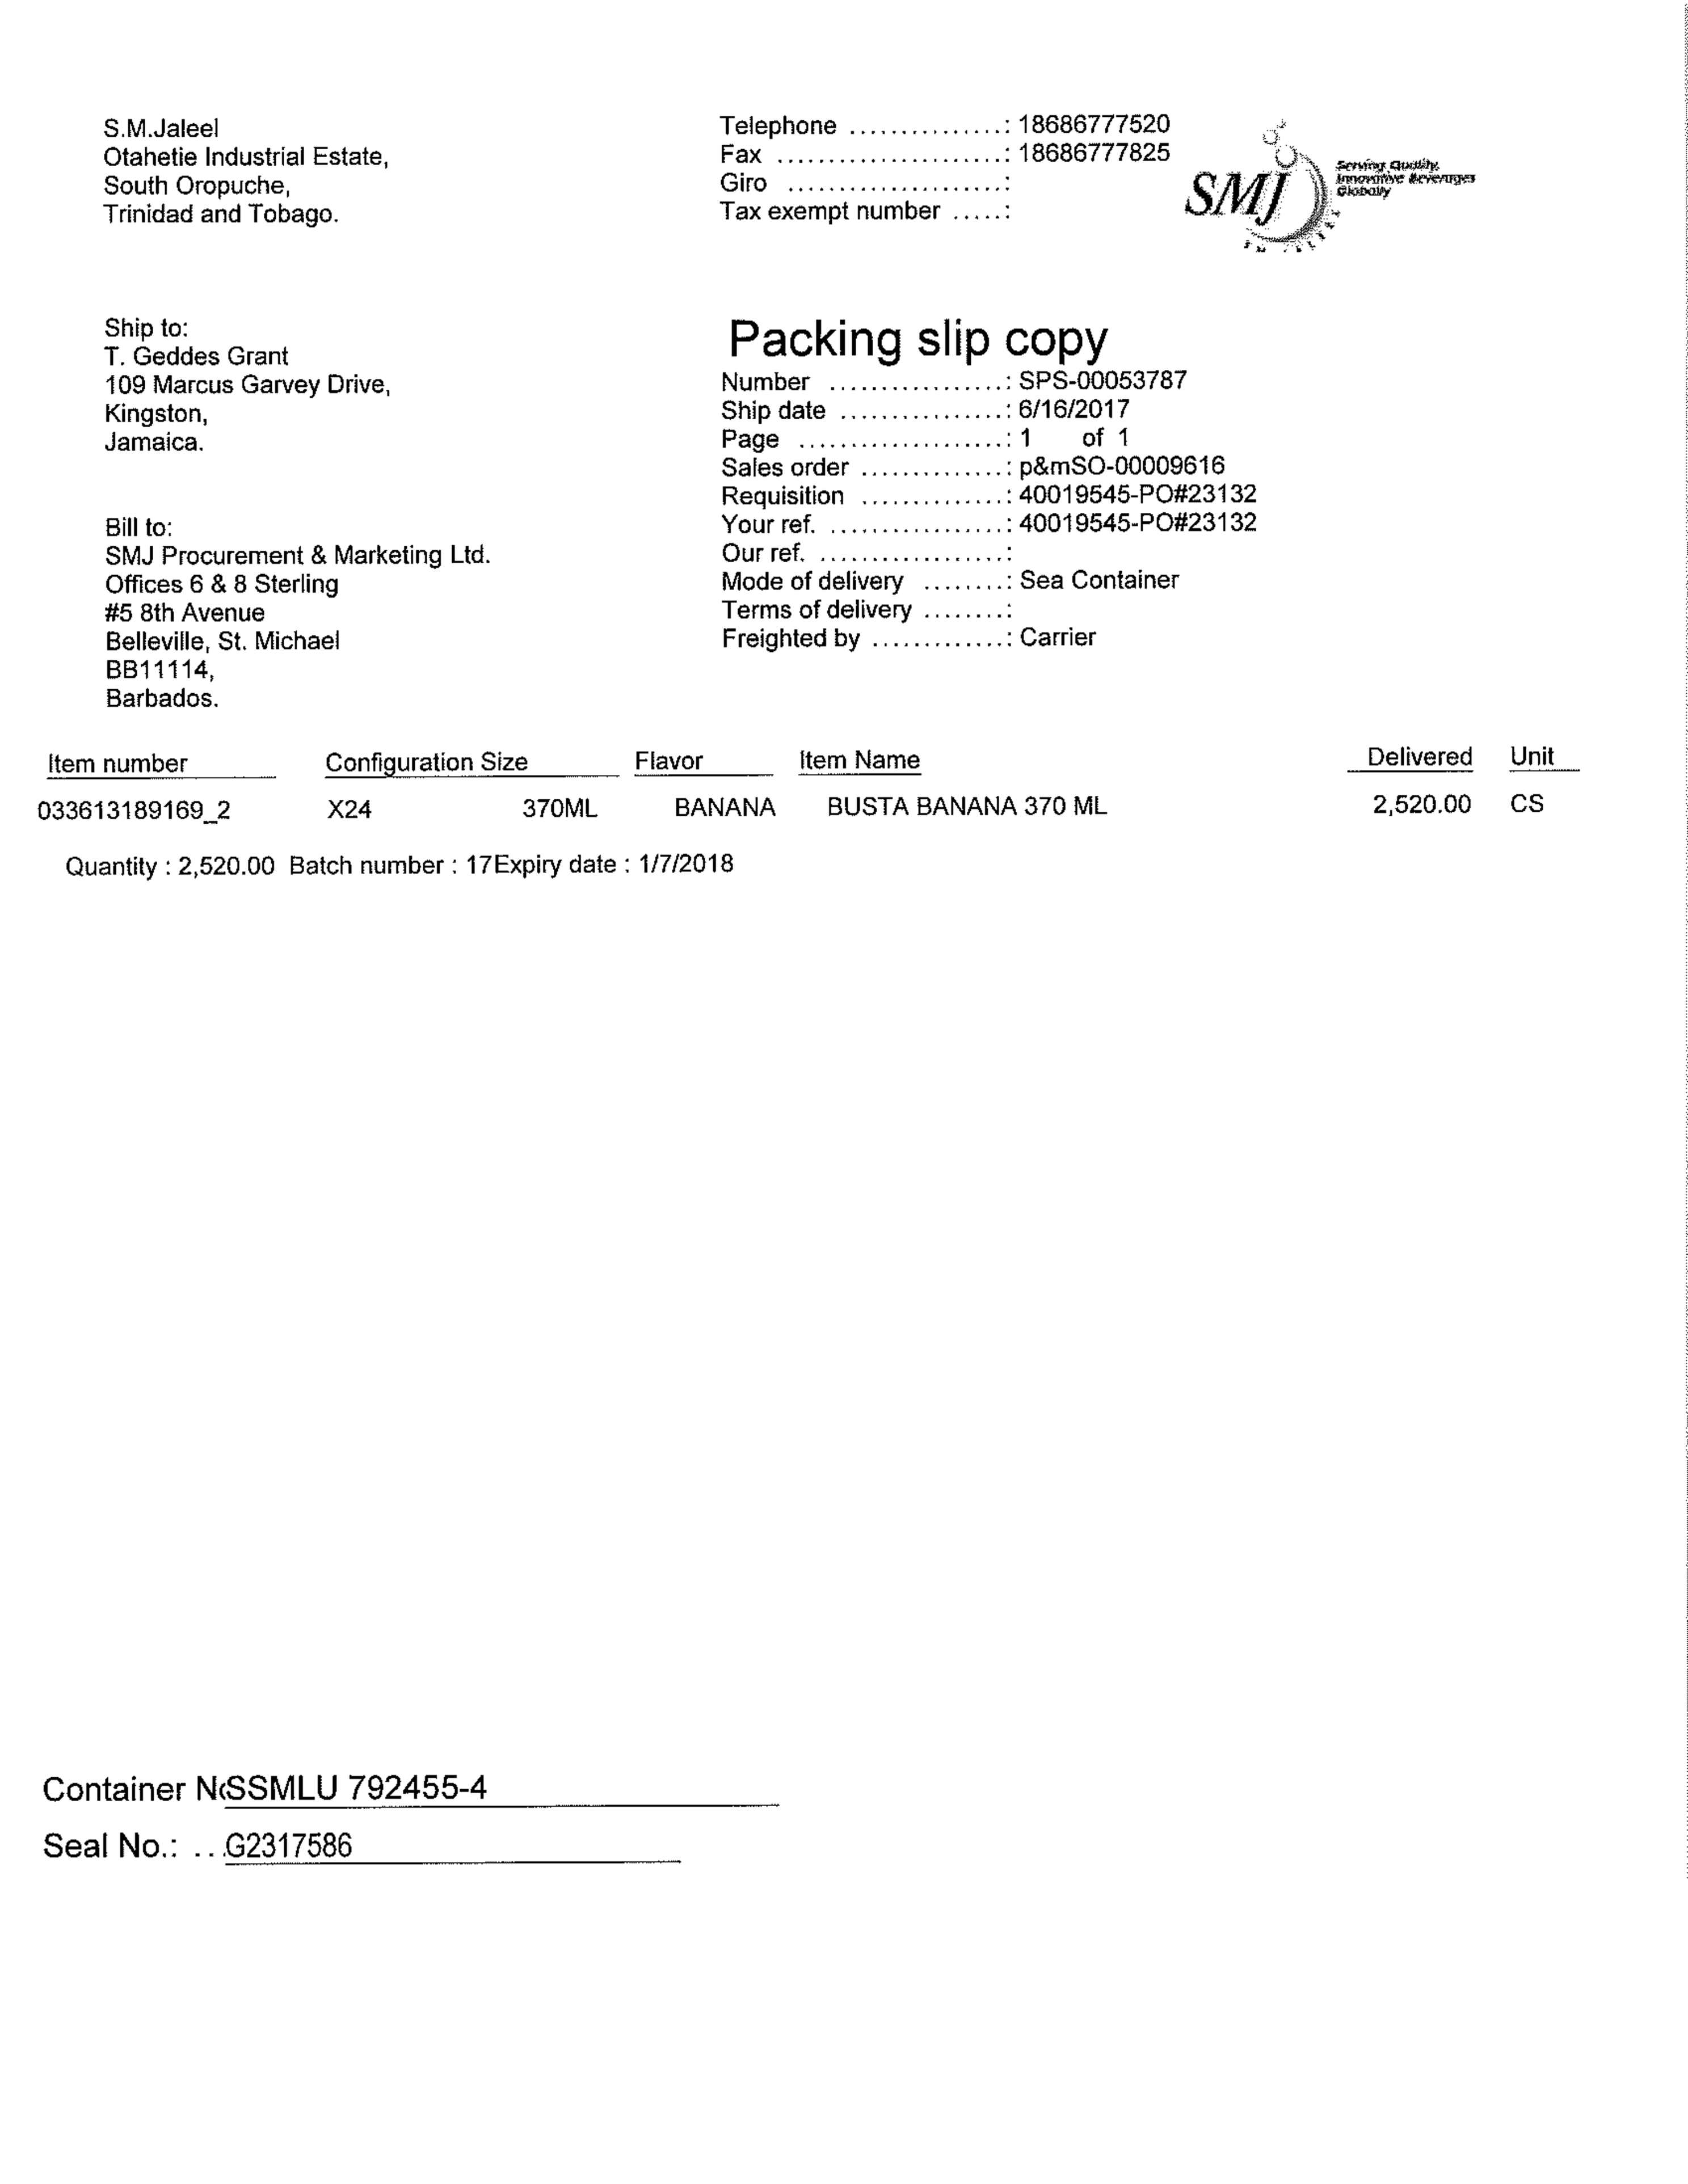 S.M.Jaleel
Otahetie Industrial Estate,
South Oropuche,
Trinidad and Tobago.
Telephone ...............: 18686777520
Fax ......................: 18686777825
Giro .....................:
Tax exempt number .....:
SMJ
Serving Quality,
Innovative Beverages
Globally
Ship to:
T. Geddes Grant
109 Marcus Garvey Drive,
Kingston,
Jamaica.
Bill to:
SMJ Procurement & Marketing Ltd.
Offices 6 & 8 Sterling
#5 8th Avenue
Belleville, St. Michael
BB11114,
Barbados.
Packing slip copy
Number .................: SPS-00053787
Ship date ................: 6/16/2017
Page ....................: 1 of 1
Sales order ..............: p&mSO-00009616
Requisition ..............: 40019545-PO#23132
Your ref. .................: 40019545-PO#23132
Our ref. ..................:
Mode of delivery ........: Sea Container
Terms of delivery ........:
Freighted by .............: Carrier
Item number Configuration Size Flavor Item Name Delivered Unit
033613189169_2 X24 370ML BANANA BUSTA BANANA 370 ML 2,520.00 CS
Quantity : 2,520.00 Batch number : 17Expiry date : 1/7/2018
Container N(SSMLU 792455-4
Seal No.: ...G2317586